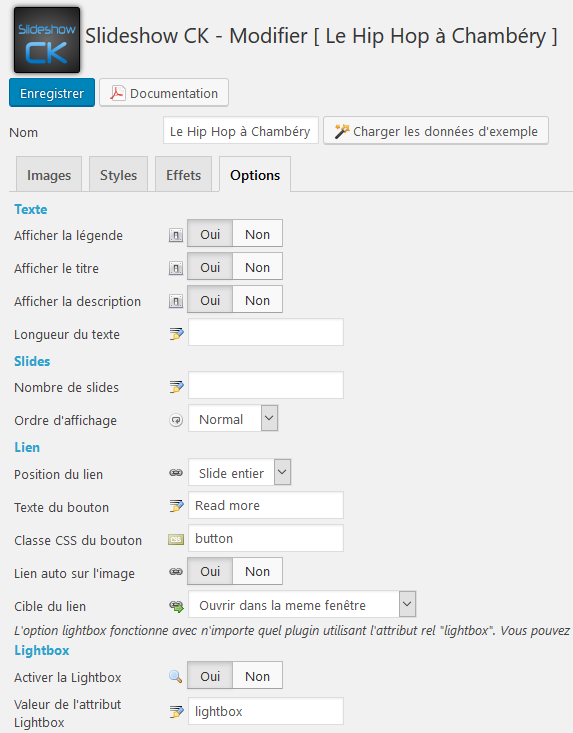 Slideshow
CK
Slideshow CK - Modifier [ Le Hip Hop à Chambéry ]
Enregistrer
Documentation
Nom
Le Hip Hop à Chambéry
Charger les données d'exemple
Images
Styles
Effets
Options
Texte
Afficher la légende
Oui
Non
Afficher le titre
Oui
Non
Afficher la description
Oui
Non
Longueur du texte
Slides
Nombre de slides
Ordre d'affichage
Normal
Lien
Position du lien
Slide entier
Texte du bouton
Read more
Classe CSS du bouton
CSS
button
Lien auto sur l'image
Oui
Non
Cible du lien
Ouvrir dans la meme fenêtre
L'option lightbox fonctionne avec n'importe quel plugin utilisant l'attribut rel "lightbox". Vous pouvez
Lightbox
Activer la Lightbox
Oui
Non
Valeur de l'attribut
Lightbox
lightbox